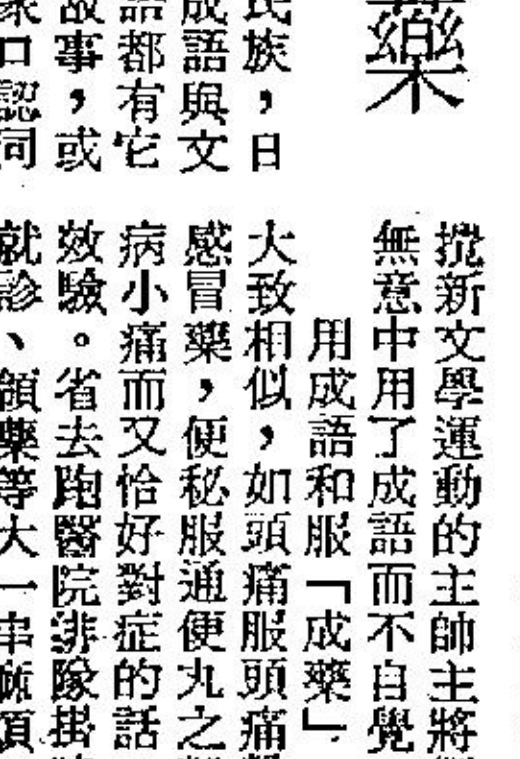 藥
民族，日
成語與文
語都有它
故事，或
新文學運動的主帥主將
無意中用了成語而不自覺
用成語和服「成藥」
大致相似，如頭痛服頭痛
感冒藥，便秘服通便丸之
病小痛而又恰好對症的話
效驗。省去跑醫院排隊掛
就診、領藥等大一串麻煩